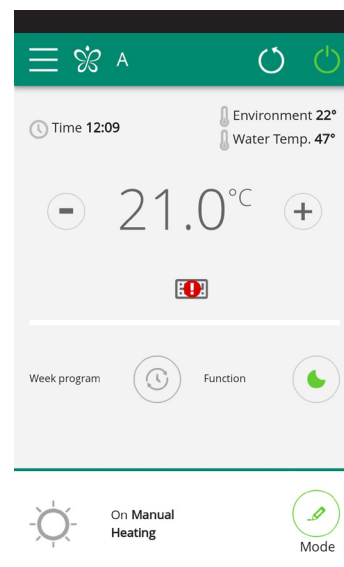 A
Time 12:09
Environment 22°
Water Temp. 47°
- 21.0°C +
Week program
Function
On Manual
Heating
Mode